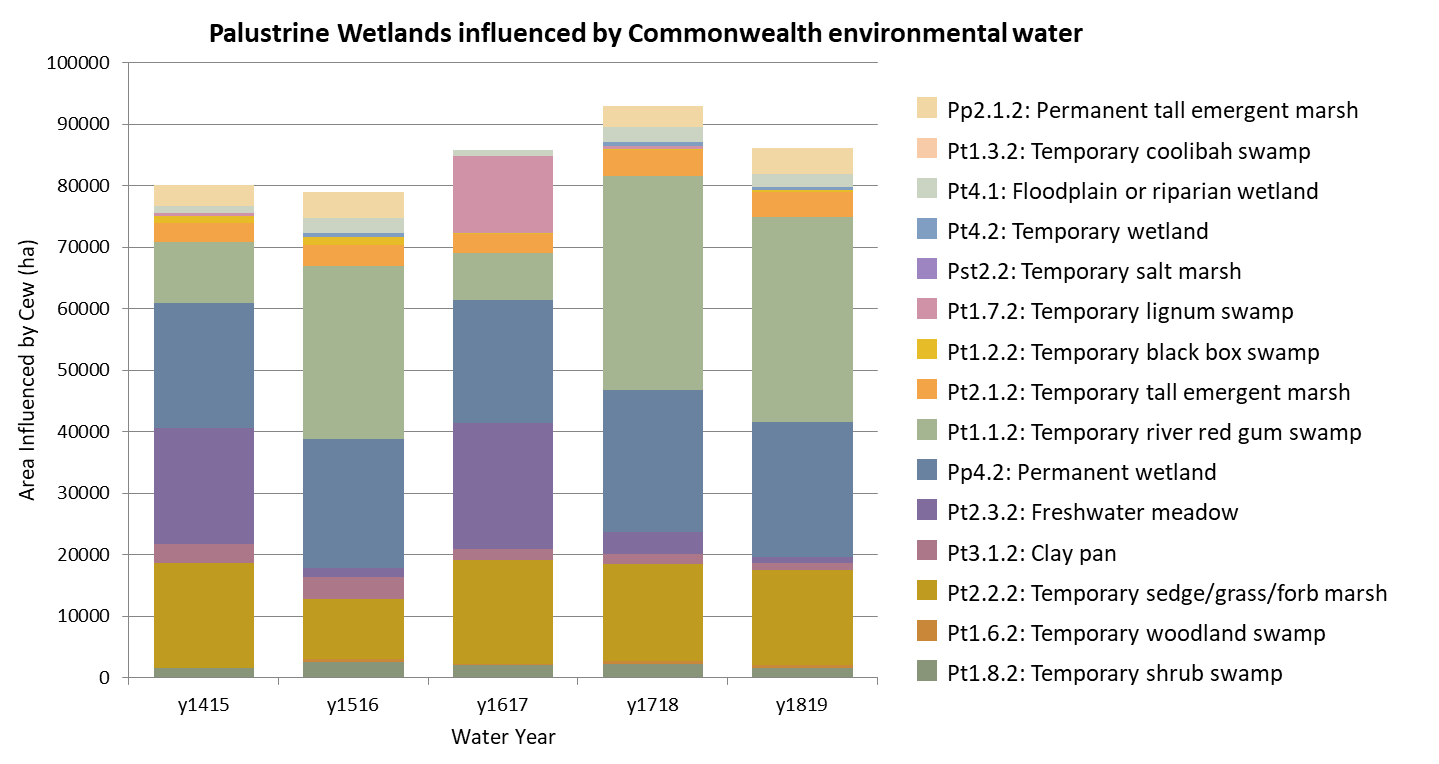 Palustrine Wetlands influenced by Commonwealth environmental water
100000
90000
80000
70000
60000
50000
40000
30000
20000
10000
0
Area Influenced by Cew (ha)
y1415
y1516
y1617
y1718
y1819
Water Year
Pp2.1.2: Permanent tall emergent marsh
Pt1.3.2: Temporary coolibah swamp
Pt4.1: Floodplain or riparian wetland
Pt4.2: Temporary wetland
Pst2.2: Temporary salt marsh
Pt1.7.2: Temporary lignum swamp
Pt1.2.2: Temporary black box swamp
Pt2.1.2: Temporary tall emergent marsh
Pt1.1.2: Temporary river red gum swamp
Pp4.2: Permanent wetland
Pt2.3.2: Freshwater meadow
Pt3.1.2: Clay pan
Pt2.2.2: Temporary sedge/grass/forb marsh
Pt1.6.2: Temporary woodland swamp
Pt1.8.2: Temporary shrub swamp